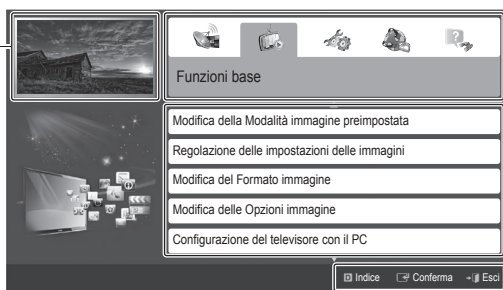 Funzioni base
Modifica della Modalità immagine preimpostata
Regolazione delle impostazioni delle immagini
Modifica del Formato immagine
Modifica delle Opzioni immagine
Configurazione del televisore con il PC
Indice Conferma Esci